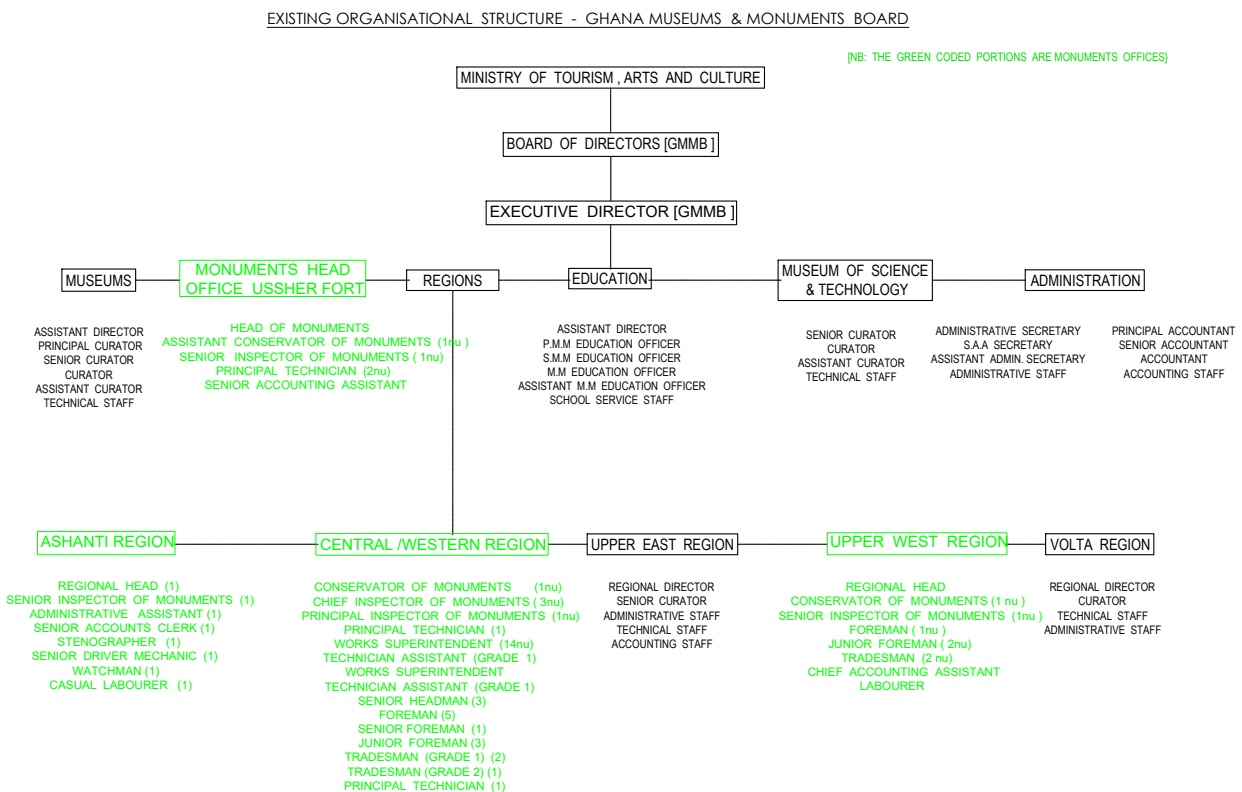 EXISTING ORGANISATIONAL STRUCTURE - GHANA MUSEUMS & MONUMENTS BOARD
[NB: THE GREEN CODED PORTIONS ARE MONUMENTS OFFICES}
MINISTRY OF TOURISM , ARTS AND CULTURE
BOARD OF DIRECTORS [GMMB ]
EXECUTIVE DIRECTOR [GMMB ]
MUSEUMS
ASSISTANT DIRECTOR
PRINCIPAL CURATOR
SENIOR CURATOR
CURATOR
ASSISTANT CURATOR
TECHNICAL STAFF
MONUMENTS HEAD
OFFICE USSHER FORT
HEAD OF MONUMENTS
ASSISTANT CONSERVATOR OF MONUMENTS (1nu )
SENIOR INSPECTOR OF MONUMENTS ( 1nu)
PRINCIPAL TECHNICIAN (2nu)
SENIOR ACCOUNTING ASSISTANT
REGIONS
EDUCATION
ASSISTANT DIRECTOR
P.M.M EDUCATION OFFICER
S.M.M EDUCATION OFFICER
M.M EDUCATION OFFICER
ASSISTANT M.M EDUCATION OFFICER
SCHOOL SERVICE STAFF
MUSEUM OF SCIENCE
& TECHNOLOGY
SENIOR CURATOR
CURATOR
ASSISTANT CURATOR
TECHNICAL STAFF
ADMINISTRATION
ADMINISTRATIVE SECRETARY
S.A.A SECRETARY
ASSISTANT ADMIN. SECRETARY
ADMINISTRATIVE STAFF
PRINCIPAL ACCOUNTANT
SENIOR ACCOUNTANT
ACCOUNTANT
ACCOUNTING STAFF
ASHANTI REGION
REGIONAL HEAD (1)
SENIOR INSPECTOR OF MONUMENTS (1)
ADMINISTRATIVE ASSISTANT (1)
SENIOR ACCOUNTS CLERK (1)
STENOGRAPHER (1)
SENIOR DRIVER MECHANIC (1)
WATCHMAN (1)
CASUAL LABOURER (1)
CENTRAL /WESTERN REGION
CONSERVATOR OF MONUMENTS (1nu)
CHIEF INSPECTOR OF MONUMENTS ( 3nu)
PRINCIPAL INSPECTOR OF MONUMENTS (1nu)
PRINCIPAL TECHNICIAN (1)
WORKS SUPERINTENDENT (14nu)
TECHNICIAN ASSISTANT (GRADE 1)
WORKS SUPERINTENDENT
TECHNICIAN ASSISTANT (GRADE 1)
SENIOR HEADMAN (3)
FOREMAN (5)
SENIOR FOREMAN (1)
JUNIOR FOREMAN (3)
TRADESMAN (GRADE 1) (2)
TRADESMAN (GRADE 2) (1)
PRINCIPAL TECHNICIAN (1)
UPPER EAST REGION
REGIONAL DIRECTOR
SENIOR CURATOR
ADMINISTRATIVE STAFF
TECHNICAL STAFF
ACCOUNTING STAFF
UPPER WEST REGION
REGIONAL HEAD
CONSERVATOR OF MONUMENTS (1 nu )
SENIOR INSPECTOR OF MONUMENTS (1nu )
FOREMAN ( 1nu )
JUNIOR FOREMAN ( 2nu)
TRADESMAN (2 nu)
CHIEF ACCOUNTING ASSISTANT
LABOURER
VOLTA REGION
REGIONAL DIRECTOR
CURATOR
TECHNICAL STAFF
ADMINISTRATIVE STAFF